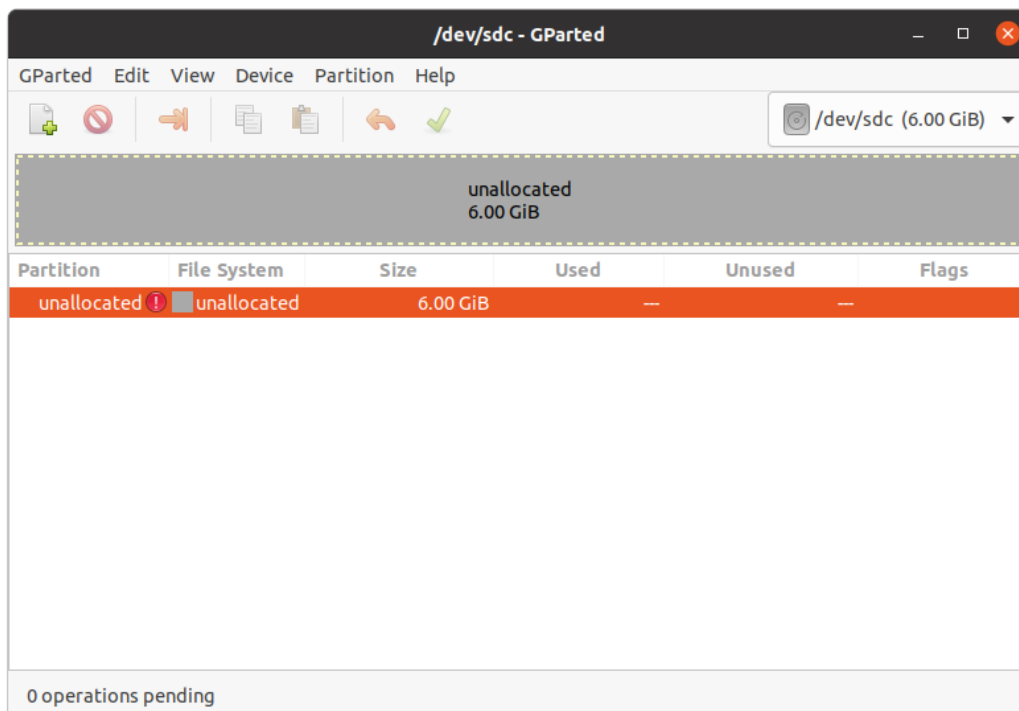 /dev/sdc - GParted
GParted Edit View Device Partition Help
/dev/sdc (6.00 GiB)
unallocated
6.00 GiB
Partition File System Size Used Unused Flags
unallocated unallocated 6.00 GiB --- ---
0 operations pending